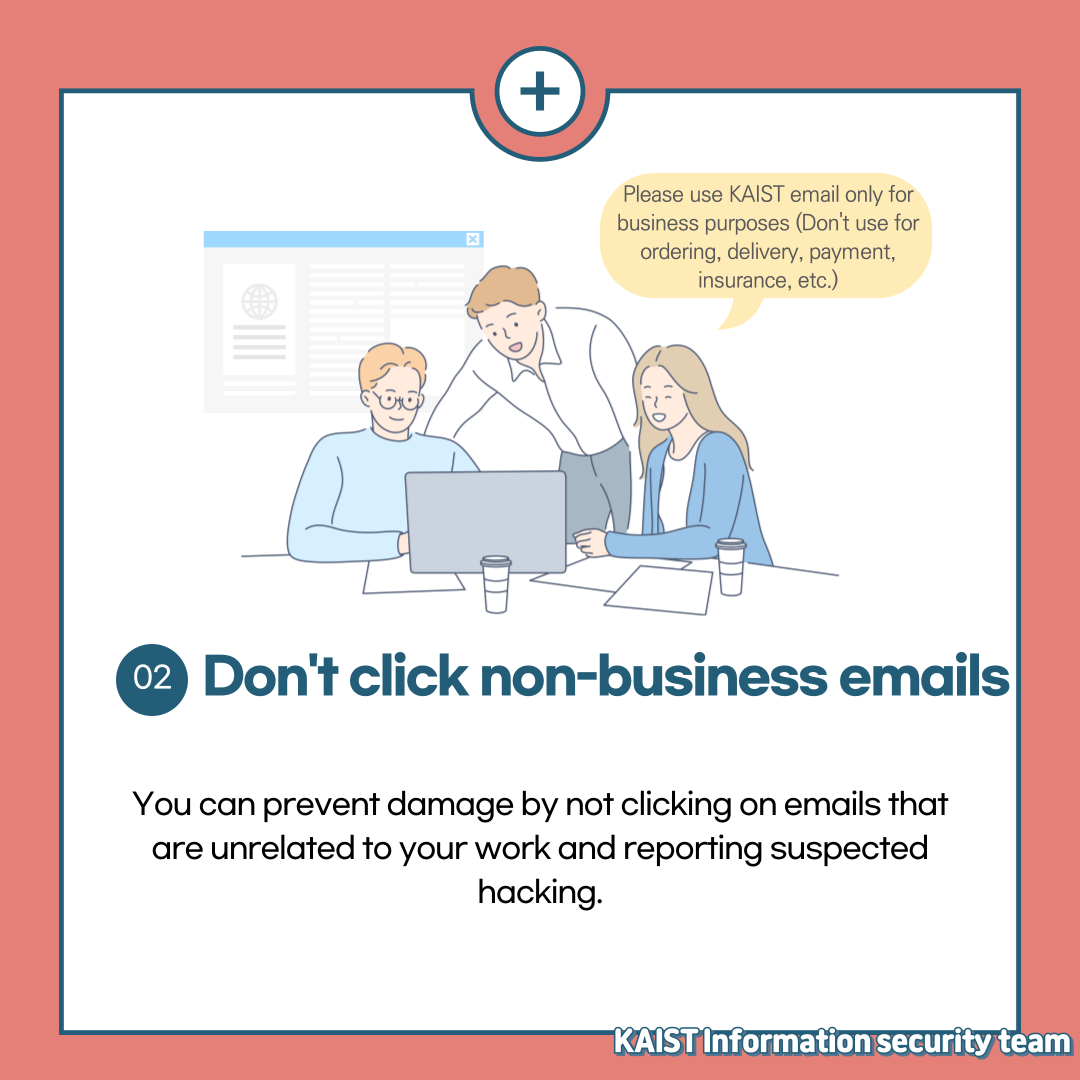 Please use KAIST email only for
business purposes (Don't use for
ordering, delivery, payment,
insurance, etc.)
02 Don't click non-business emails
You can prevent damage by not clicking on emails that
are unrelated to your work and reporting suspected
hacking.
KAIST Information security team